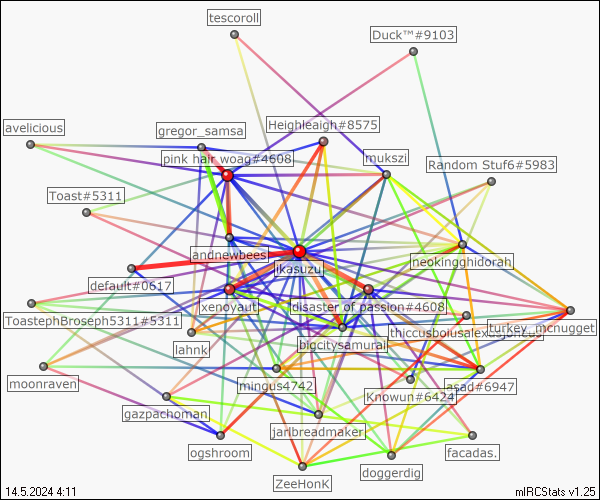 tescoroll
Duck™#9103
avelicious
gregor_samsa
Heighleaigh#8575
pink hair woag#4608
mukszi
Random Stuf6#5983
Toast#5311
andnewbees
ikasuzu
neokingghidorah
default#0617
xenoyaut
disaster of passion#4608
ToastephBroseph5311#5311
turkey_mcnugget
lahnk
bigcitysamurai
moonraven
mingus4742
Knowun#6424
asad#6947
gazpachoman
jaribreadmaker
ogshroom
facadas.
doggerdig
ZeeHonK
14.5.2024 4:11
mIRCStats v1.25